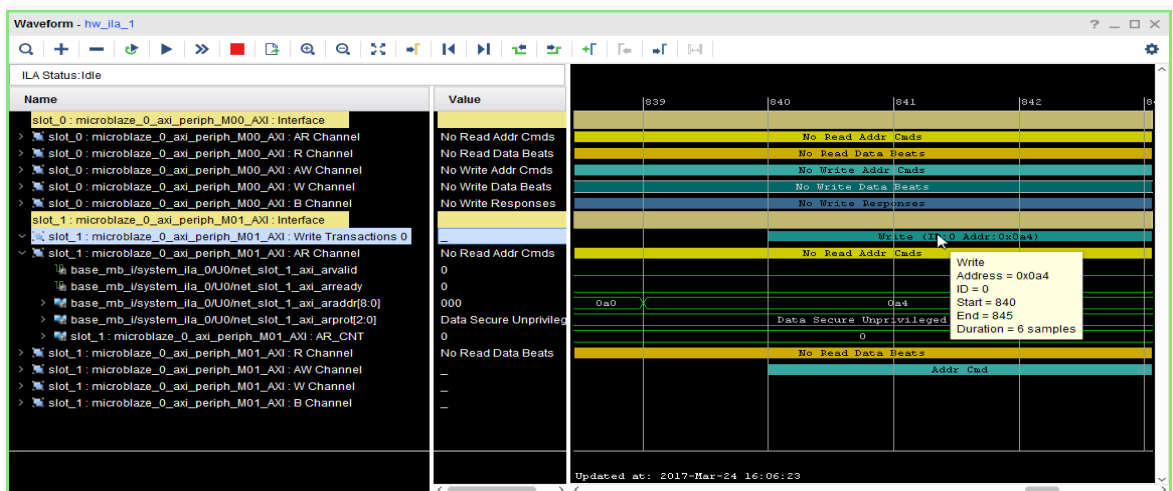 Waveform - hw_ila_1
ILA Status:Idle
Name Value 839 840 841 842 84
slot_0 : microblaze_0_axi_periph_M00_AXI : Interface
slot_0 : microblaze_0_axi_periph_M00_AXI : AR Channel No Read Addr Cmds No Read Addr Cmds
slot_0 : microblaze_0_axi_periph_M00_AXI : R Channel No Read Data Beats No Read Data Beats
slot_0 : microblaze_0_axi_periph_M00_AXI : AW Channel No Write Addr Cmds No Write Addr Cmds
slot_0 : microblaze_0_axi_periph_M00_AXI : W Channel No Write Data Beats No Write Data Beats
slot_0 : microblaze_0_axi_periph_M00_AXI : B Channel No Write Responses No Write Responses
slot_1 : microblaze_0_axi_periph_M01_AXI : Interface
slot_1 : microblaze_0_axi_periph_M01_AXI : Write Transactions 0 _ Write (ID:0 Addr:0x0a4)
slot_1 : microblaze_0_axi_periph_M01_AXI : AR Channel No Read Addr Cmds No Read Addr Cmds
base_mb_i/system_ila_0/U0/net_slot_1_axi_arvalid 0
base_mb_i/system_ila_0/U0/net_slot_1_axi_arready 0
base_mb_i/system_ila_0/U0/net_slot_1_axi_araddr[8:0] 000 0a0 0a4
base_mb_i/system_ila_0/U0/net_slot_1_axi_arprot[2:0] Data Secure Unprivileg Data Secure Unprivileged
slot_1 : microblaze_0_axi_periph_M01_AXI : AR_CNT 0 0
slot_1 : microblaze_0_axi_periph_M01_AXI : R Channel No Read Data Beats No Read Data Beats
slot_1 : microblaze_0_axi_periph_M01_AXI : AW Channel _ Addr Cmd
slot_1 : microblaze_0_axi_periph_M01_AXI : W Channel _
slot_1 : microblaze_0_axi_periph_M01_AXI : B Channel _
Write
Address = 0x0a4
ID = 0
Start = 840
End = 845
Duration = 6 samples
Updated at: 2017-Mar-24 16:06:23